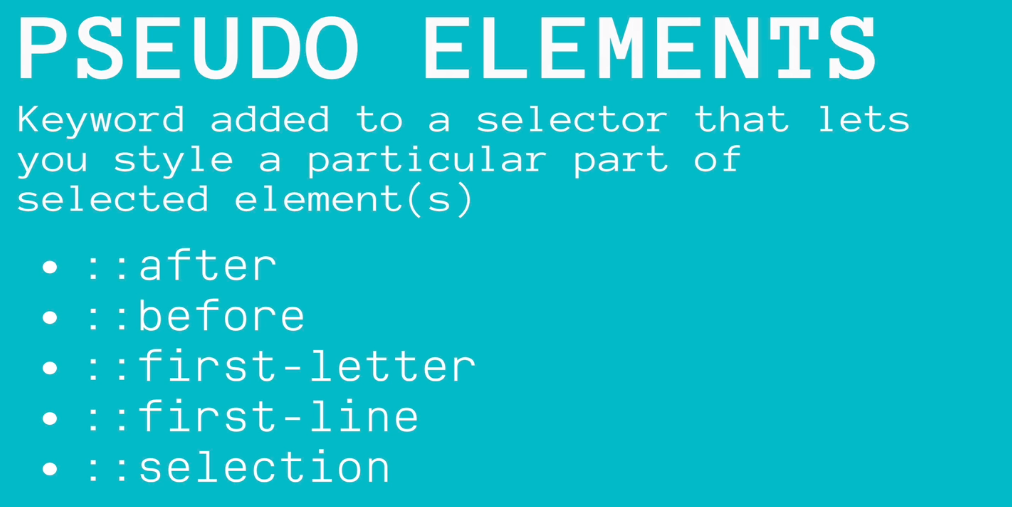 PSEUDO ELEMENTS
Keyword added to a selector that lets
you style a particular part of
selected element(s)
• ::after
• ::before
• ::first-letter
• ::first-line
• ::selection